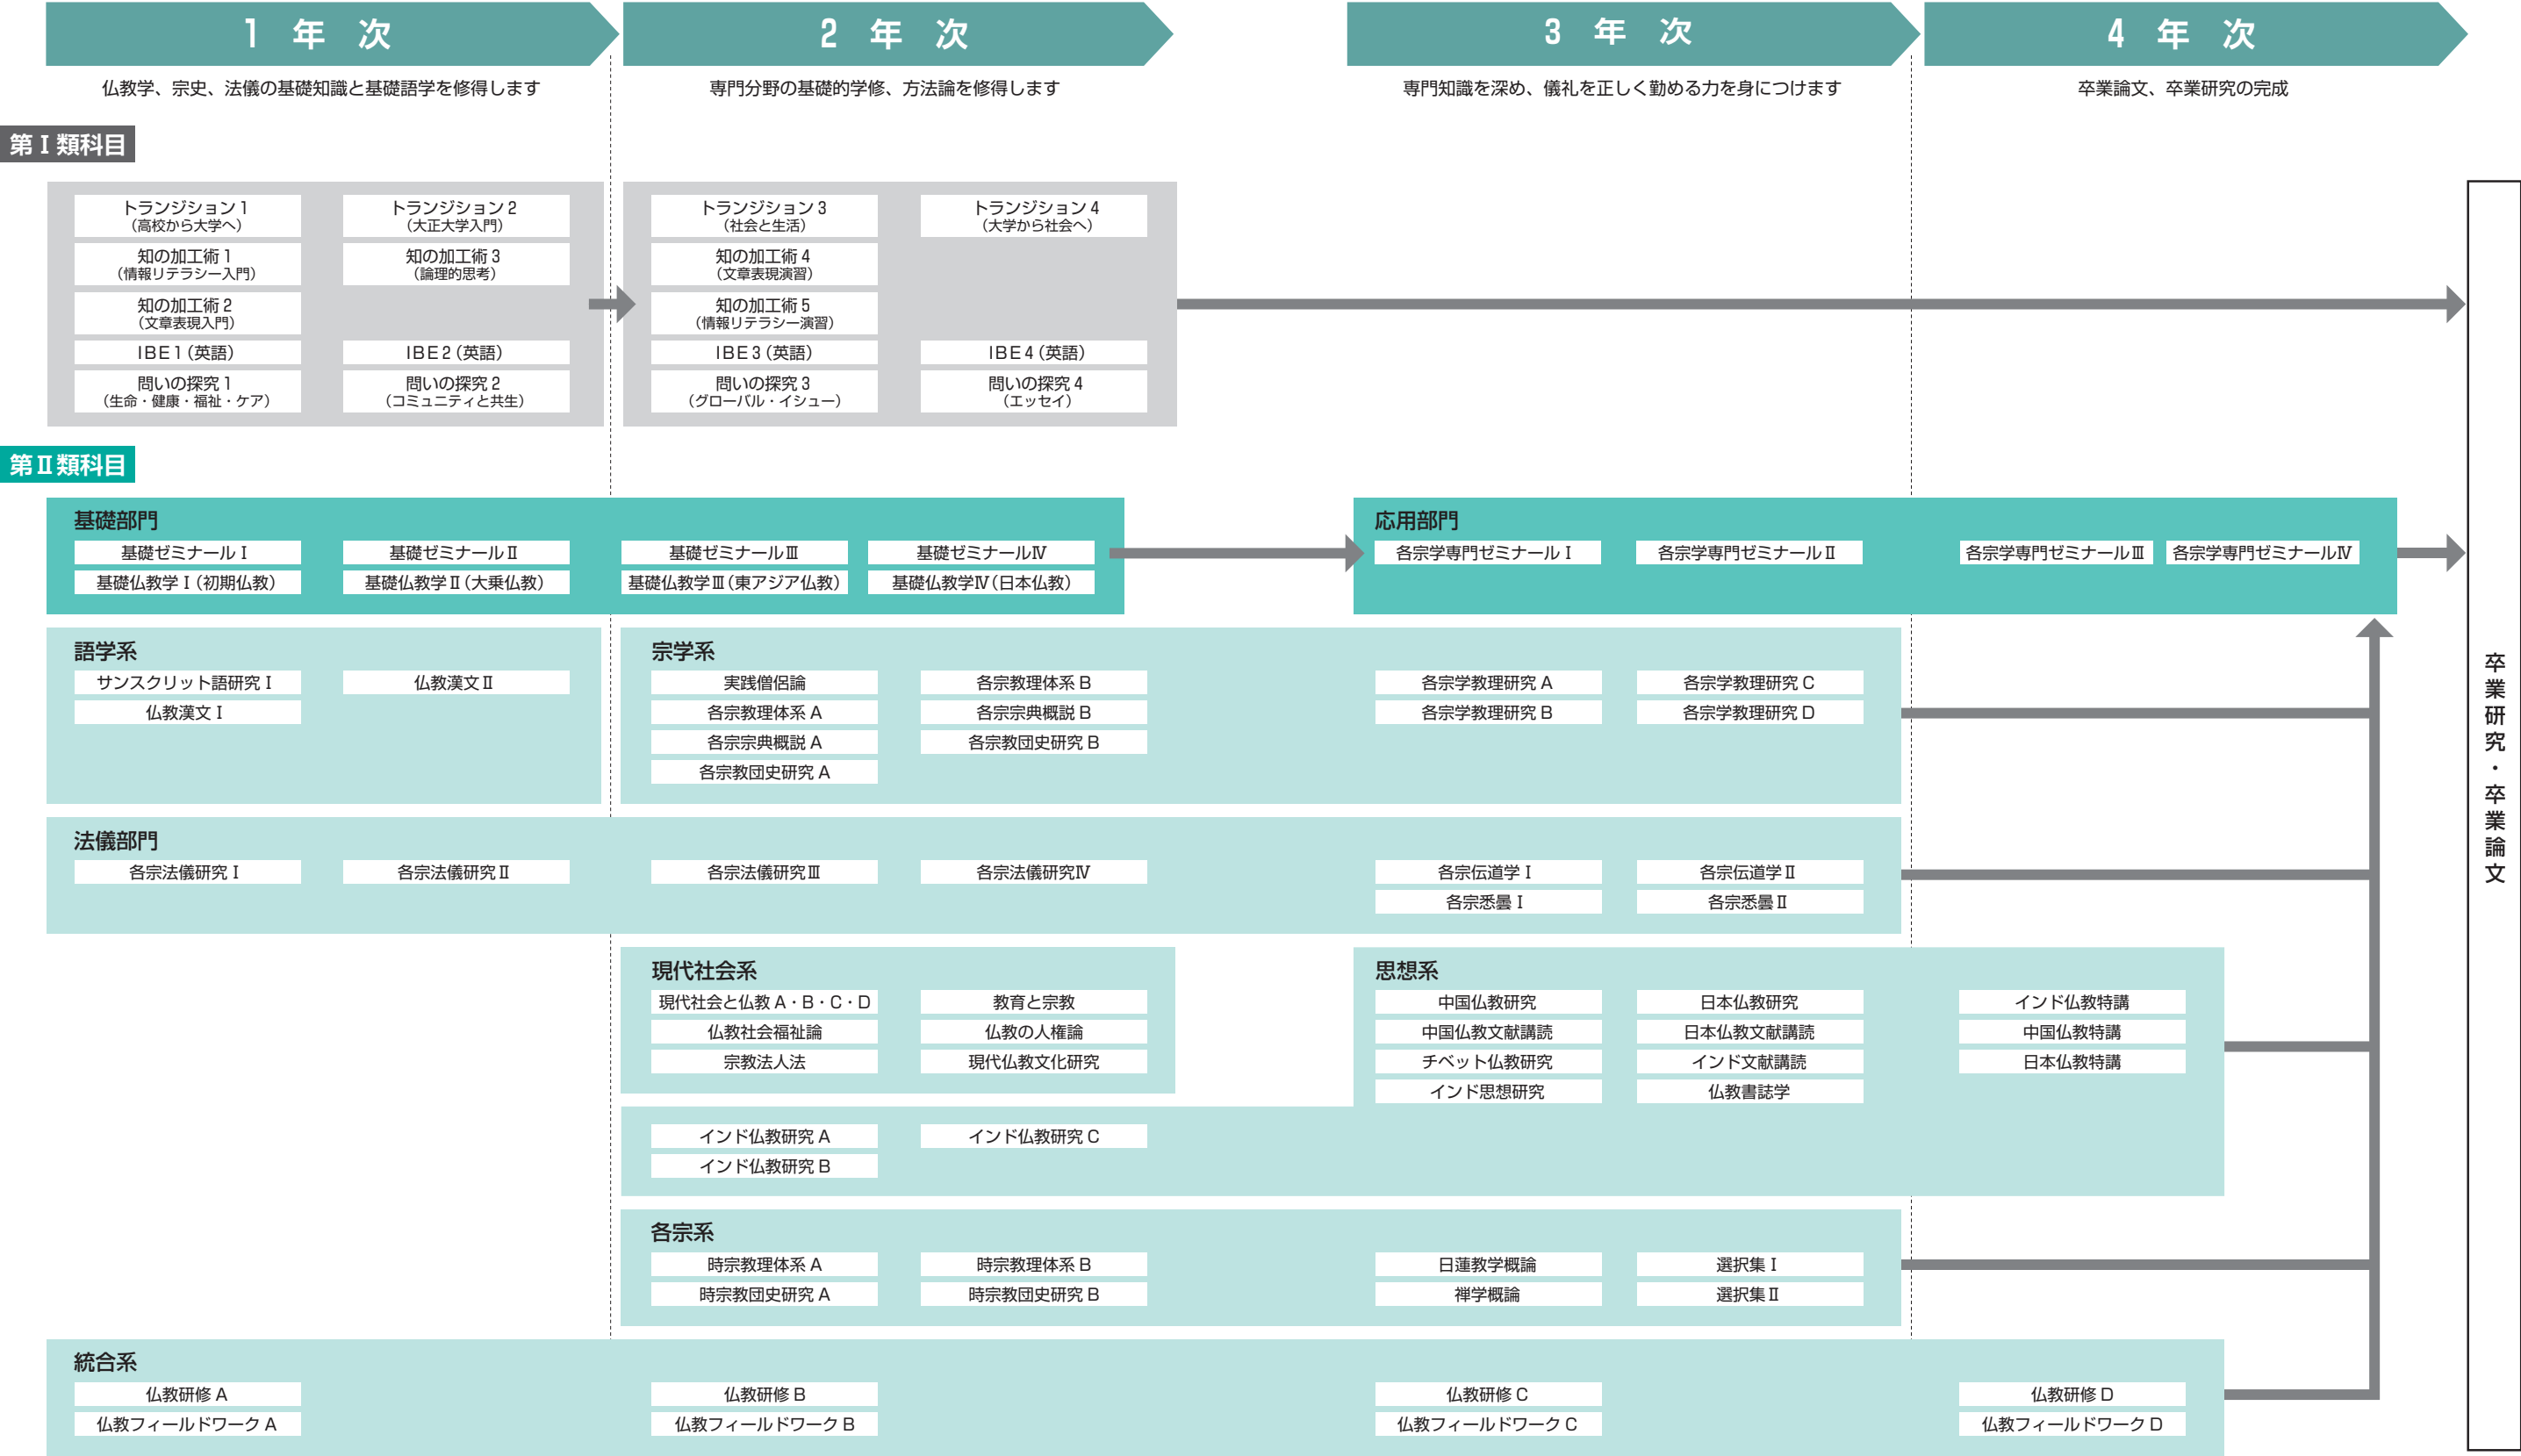 1 年 次
2 年 次
3 年 次
4 年 次
仏教学、宗史、法儀の基礎知識と基礎語学を修得します
専門分野の基礎的学修、方法論を修得します
専門知識を深め、儀礼を正しく勤める力を身につけます
卒業論文、卒業研究の完成
第Ⅰ類科目
トランジション1
(高校から大学へ)
トランジション2
(大正大学入門)
トランジション3
(社会と生活)
トランジション4
(大学から社会へ)
知の加工術1
(情報リテラシー入門)
知の加工術3
(論理的思考)
知の加工術4
(文章表現演習)
知の加工術2
(文章表現入門)
知の加工術5
(情報リテラシー演習)
IBE1(英語)
IBE2(英語)
IBE3(英語)
IBE4(英語)
問いの探究1
(生命・健康・福祉・ケア)
問いの探究2
(コミュニティと共生)
問いの探究3
(グローバル・イシュー)
問いの探究4
(エッセイ)
第Ⅱ類科目
基礎部門
基礎ゼミナールⅠ
基礎ゼミナールⅡ
基礎ゼミナールⅢ
基礎ゼミナールⅣ
基礎仏教学Ⅰ(初期仏教)
基礎仏教学Ⅱ(大乗仏教)
基礎仏教学Ⅲ(東アジア仏教)
基礎仏教学Ⅳ(日本仏教)
応用部門
各宗学専門ゼミナールⅠ
各宗学専門ゼミナールⅡ
各宗学専門ゼミナールⅢ
各宗学専門ゼミナールⅣ
語学系
サンスクリット語研究Ⅰ
仏教漢文Ⅱ
仏教漢文Ⅰ
宗学系
実践僧侶論
各宗教理体系B
各宗学教理研究A
各宗学教理研究C
各宗教理体系A
各宗宗典概説B
各宗学教理研究B
各宗学教理研究D
各宗宗典概説A
各宗教団史研究B
各宗教団史研究A
法儀部門
各宗法儀研究Ⅰ
各宗法儀研究Ⅱ
各宗法儀研究Ⅲ
各宗法儀研究Ⅳ
各宗伝道学Ⅰ
各宗伝道学Ⅱ
各宗悉曇Ⅰ
各宗悉曇Ⅱ
現代社会系
現代社会と仏教A・B・C・D
教育と宗教
仏教社会福祉論
仏教の人権論
宗教法人法
現代仏教文化研究
思想系
中国仏教研究
日本仏教研究
インド仏教特講
中国仏教文献講読
日本仏教文献講読
中国仏教特講
チベット仏教研究
インド文献講読
日本仏教特講
インド思想研究
仏教書誌学
インド仏教研究A
インド仏教研究C
インド仏教研究B
各宗系
時宗教理体系A
時宗教理体系B
日蓮教学概論
選択集Ⅰ
時宗教団史研究A
時宗教団史研究B
禅学概論
選択集Ⅱ
統合系
仏教研修A
仏教研修B
仏教研修C
仏教研修D
仏教フィールドワークA
仏教フィールドワークB
仏教フィールドワークC
仏教フィールドワークD
卒業研究・卒業論文